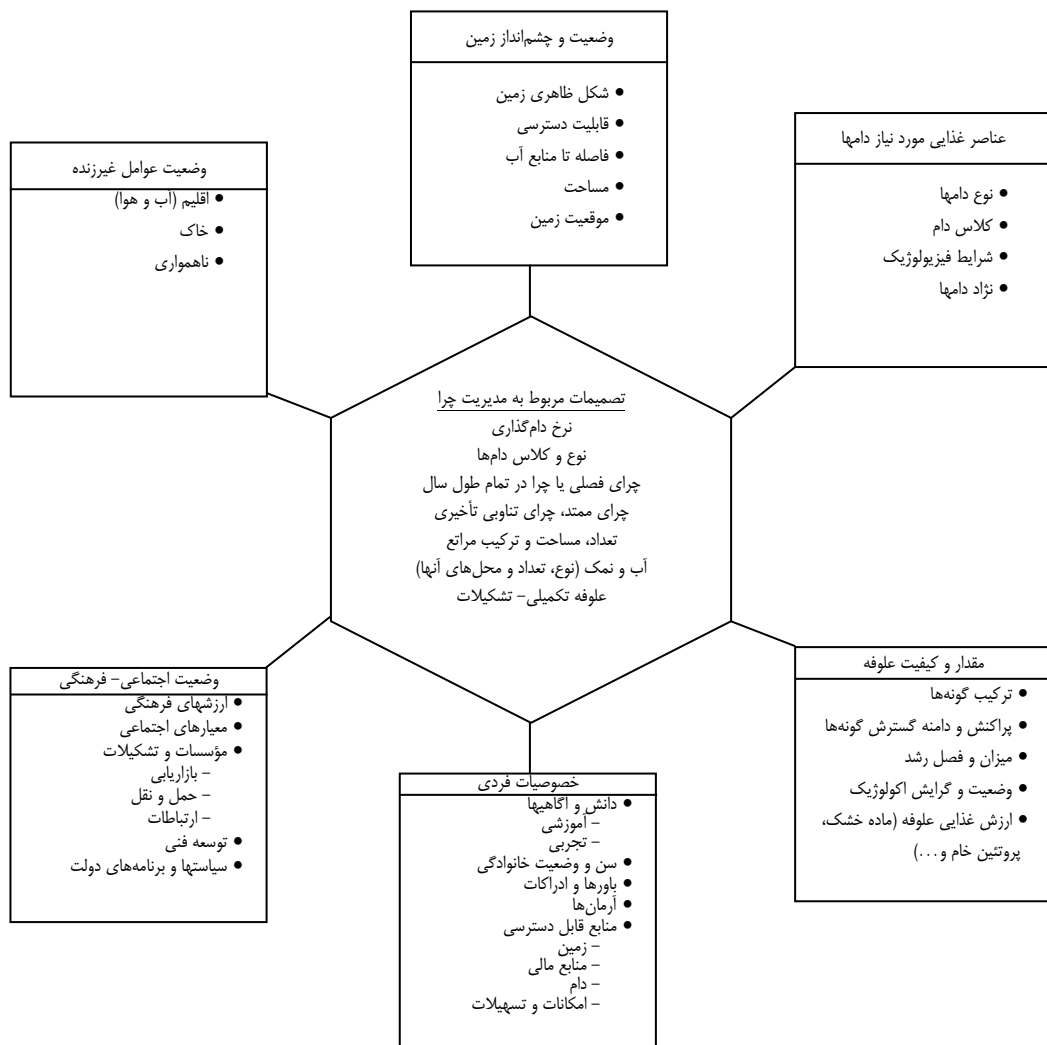 وضعیت و چشم‌انداز زمین
• شکل ظاهری زمین
• قابلیت دسترسی
• فاصله تا منابع آب
• مساحت
• موقعیت زمین
عناصر غذایی مورد نیاز دامها
• نوع دامها
• کلاس دام
• شرایط فیزیولوژیک
• نژاد دامها
وضعیت عوامل غیرزنده
• اقلیم (آب و هوا)
• خاک
• ناهمواری
تصمیمات مربوط به مدیریت چرا
نرخ دام‌گذاری
نوع و کلاس دام‌ها
چرای فصلی یا چرا در تمام طول سال
چرای ممتد، چرای تناوبی تأخیری
تعداد، مساحت و ترکیب مراتع
آب و نمک (نوع، تعداد و محل‌های آنها)
علوفه تکمیلی– تشکیلات
مقدار و کیفیت علوفه
• ترکیب گونه‌ها
• پراکنش و دامنه گسترش گونه‌ها
• میزان و فصل رشد
• وضعیت و گرایش اکولوژیک
• ارزش غذایی علوفه (ماده خشک،
پروتئین خام و...)
وضعیت اجتماعی– فرهنگی
• ارزشهای فرهنگی
• معیارهای اجتماعی
• مؤسسات و تشکیلات
– بازاریابی
– حمل و نقل
– ارتباطات
• توسعه فنی
• سیاستها و برنامه‌های دولت
خصوصیات فردی
• دانش و آگاهیها
– آموزشی
– تجربی
• سن و وضعیت خانوادگی
• باورها و ادراکات
• آرمان‌ها
• منابع قابل دسترسی
– زمین
– منابع مالی
– دام
– امکانات و تسهیلات